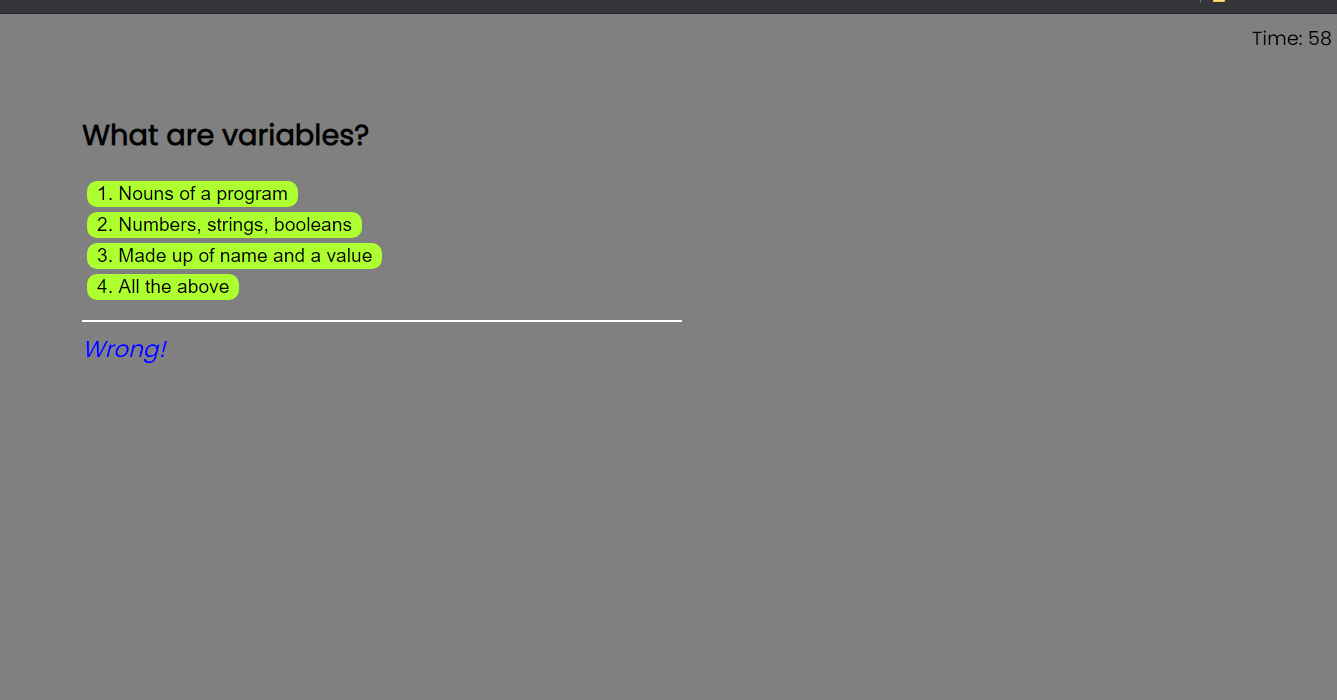 Time: 58
What are variables?
1. Nouns of a program
2. Numbers, strings, booleans
3. Made up of name and a value
4. All the above
Wrong!